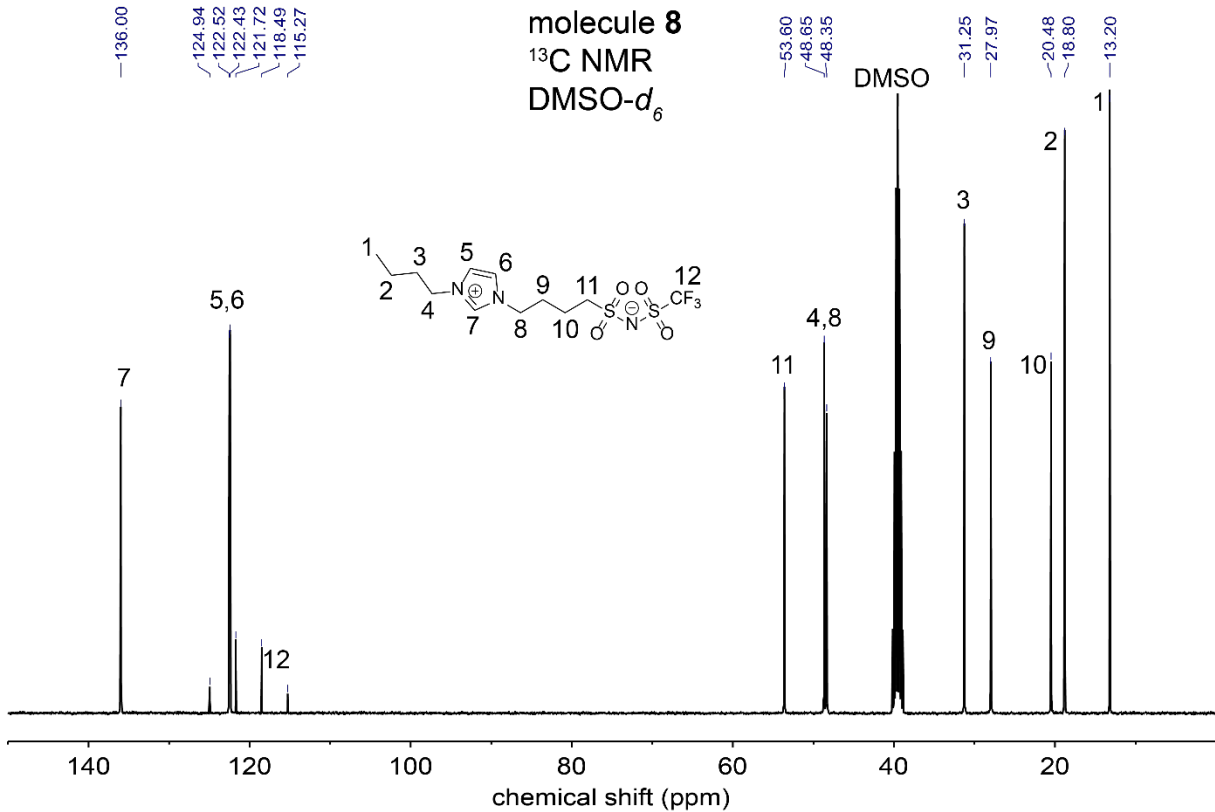 136.00
124.94
122.52
122.43
121.72
118.49
115.27
molecule 8
¹³C NMR
DMSO-d₆
53.60
48.65
48.35
31.25
27.97
20.48
18.80
13.20
DMSO
1
2
3
1
3
5
6
9
11
12
2
4
7
8
10
N
⊕
N
O
O
O
O
S
N
⊖
S
CF₃
O
O
5,6
7
12
4,8
11
9
10
140
120
100
80
60
40
20
chemical shift (ppm)